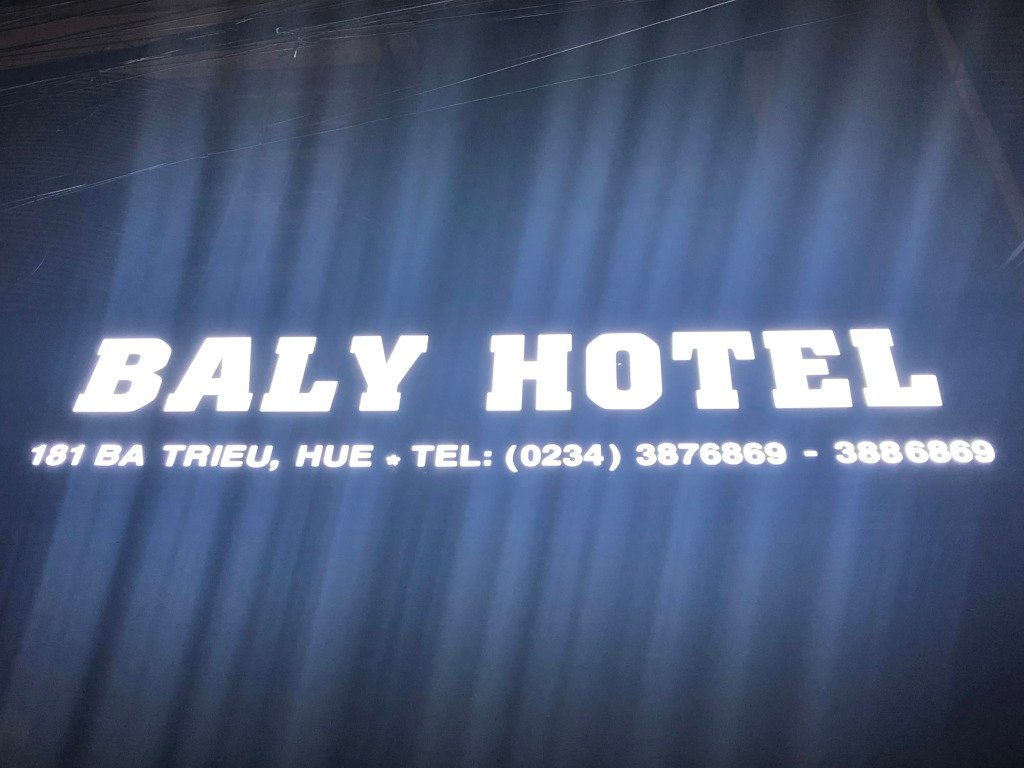 BALY HOTEL
181 BA TRIEU, HUE * TEL: (0234) 3876869 - 3886869